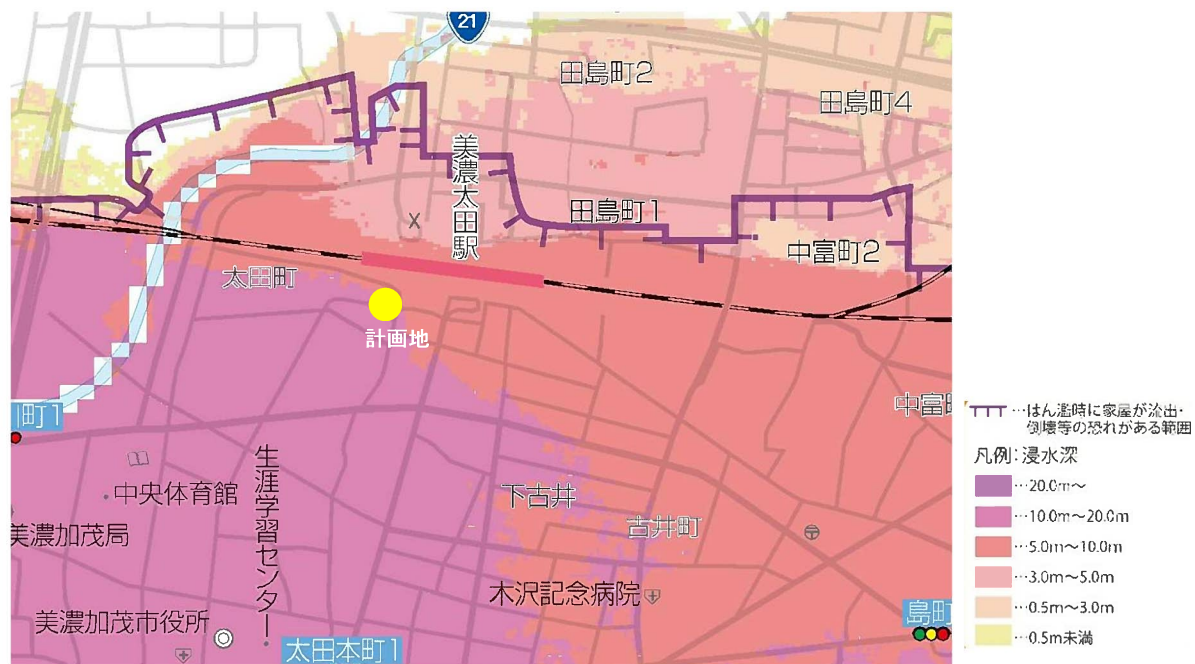 21
田島町2
田島町4
美濃太田駅
田島町1
中富町2
太田町
計画地
中富
町1
中央体育館
生涯学習センター
下古井
古井町
美濃加茂局
木沢記念病院
美濃加茂市役所
太田本町1
島町
…はん濫時に家屋が流出・
倒壊等の恐れがある範囲
凡例：浸水深
…20.0m～
…10.0m～20.0m
…5.0m～10.0m
…3.0m～5.0m
…0.5m～3.0m
…0.5m未満